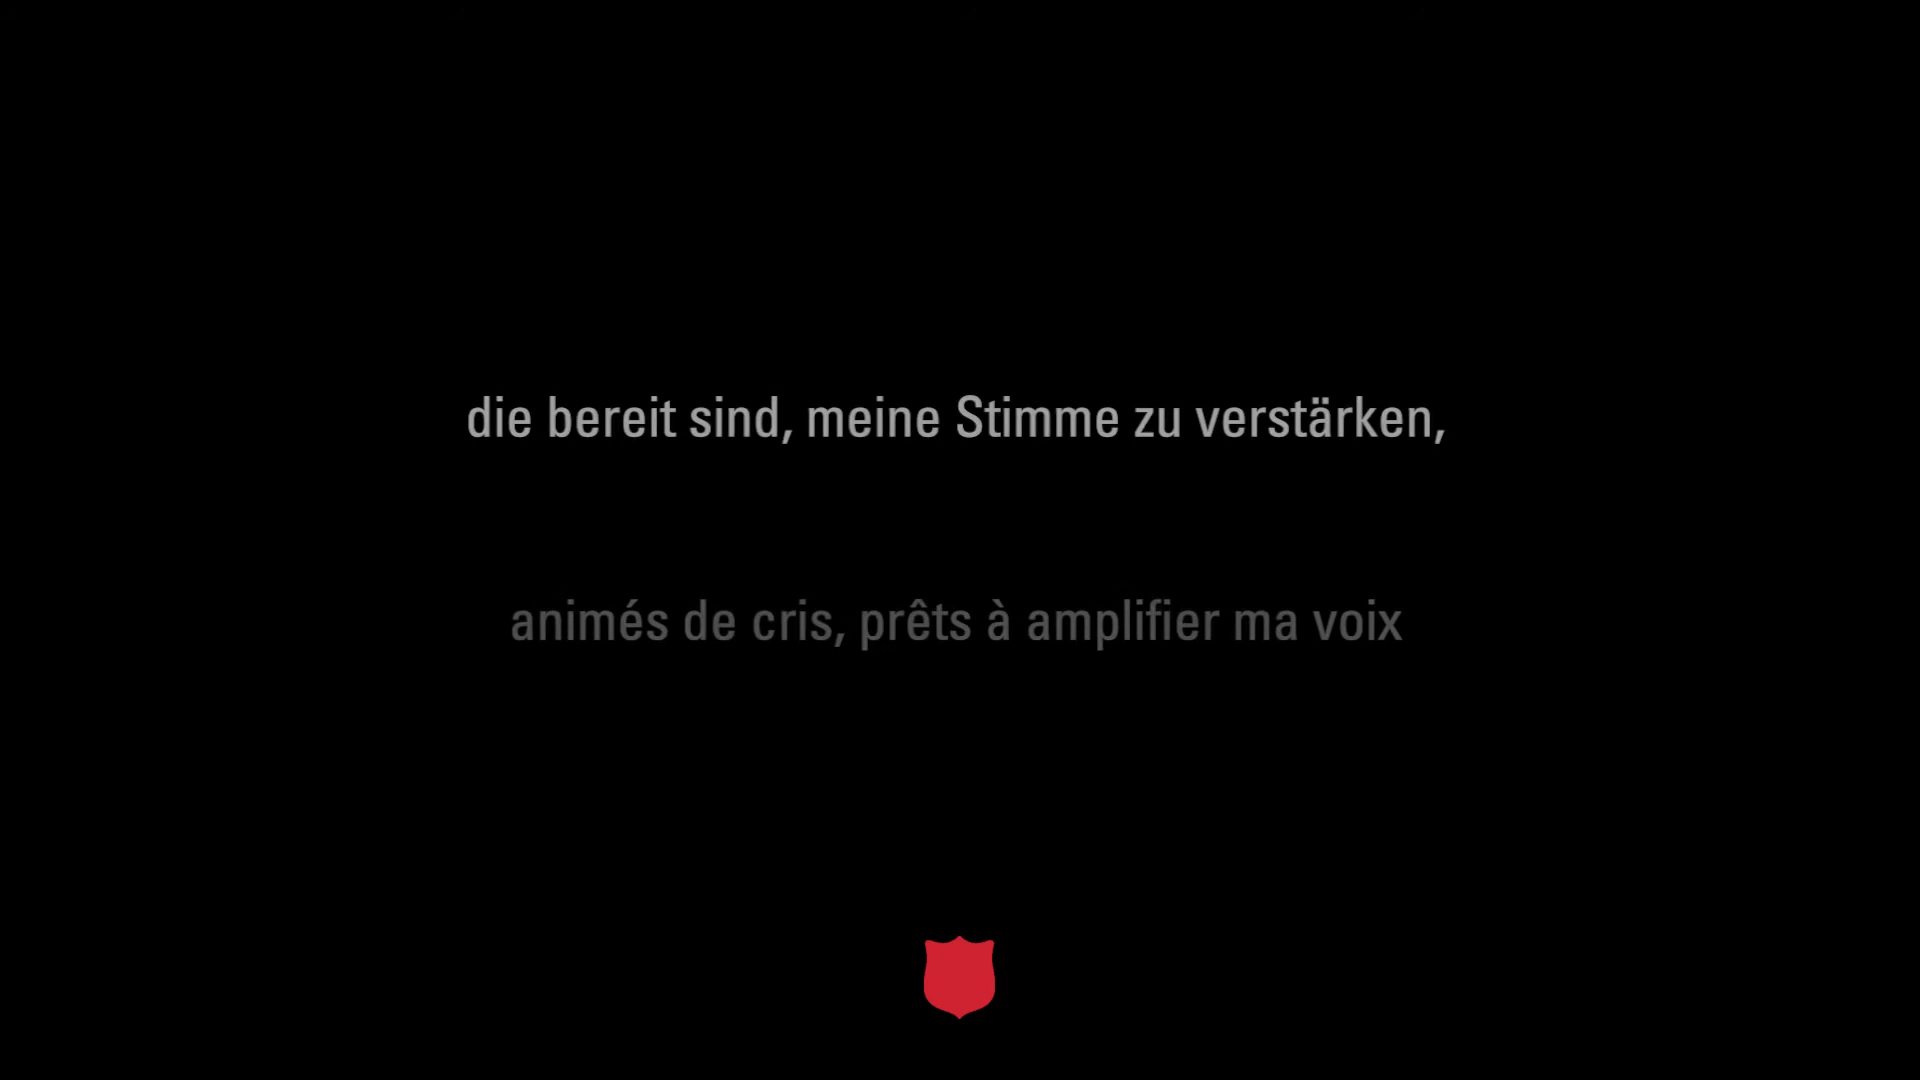 die bereit sind, meine Stimme zu verstärken,
animés de cris, prêts à amplifier ma voix